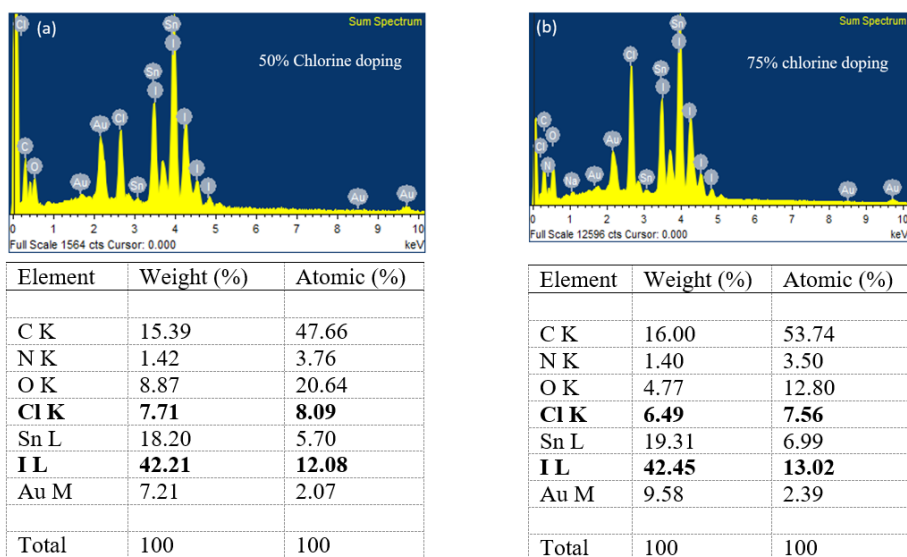 (a)
Sum Spectrum
50% Chlorine doping
Cl
C
O
Au
Au
Cl
Sn
Sn
I
Sn
I
I
I
I
Au
Au
0 1 2 3 4 5 6 7 8 9 10
Full Scale 1564 cts Cursor: 0.000 keV
Element Weight (%) Atomic (%)
C K 15.39 47.66
N K 1.42 3.76
O K 8.87 20.64
Cl K 7.71 8.09
Sn L 18.20 5.70
I L 42.21 12.08
Au M 7.21 2.07
Total 100 100
(b)
Sum Spectrum
75% chlorine doping
C
O
Cl
N
Na
Au
Au
Cl
Sn
Sn
I
Sn
I
I
I
I
Au
Au
0 1 2 3 4 5 6 7 8 9 10
Full Scale 12596 cts Cursor: 0.000 keV
Element Weight (%) Atomic (%)
C K 16.00 53.74
N K 1.40 3.50
O K 4.77 12.80
Cl K 6.49 7.56
Sn L 19.31 6.99
I L 42.45 13.02
Au M 9.58 2.39
Total 100 100